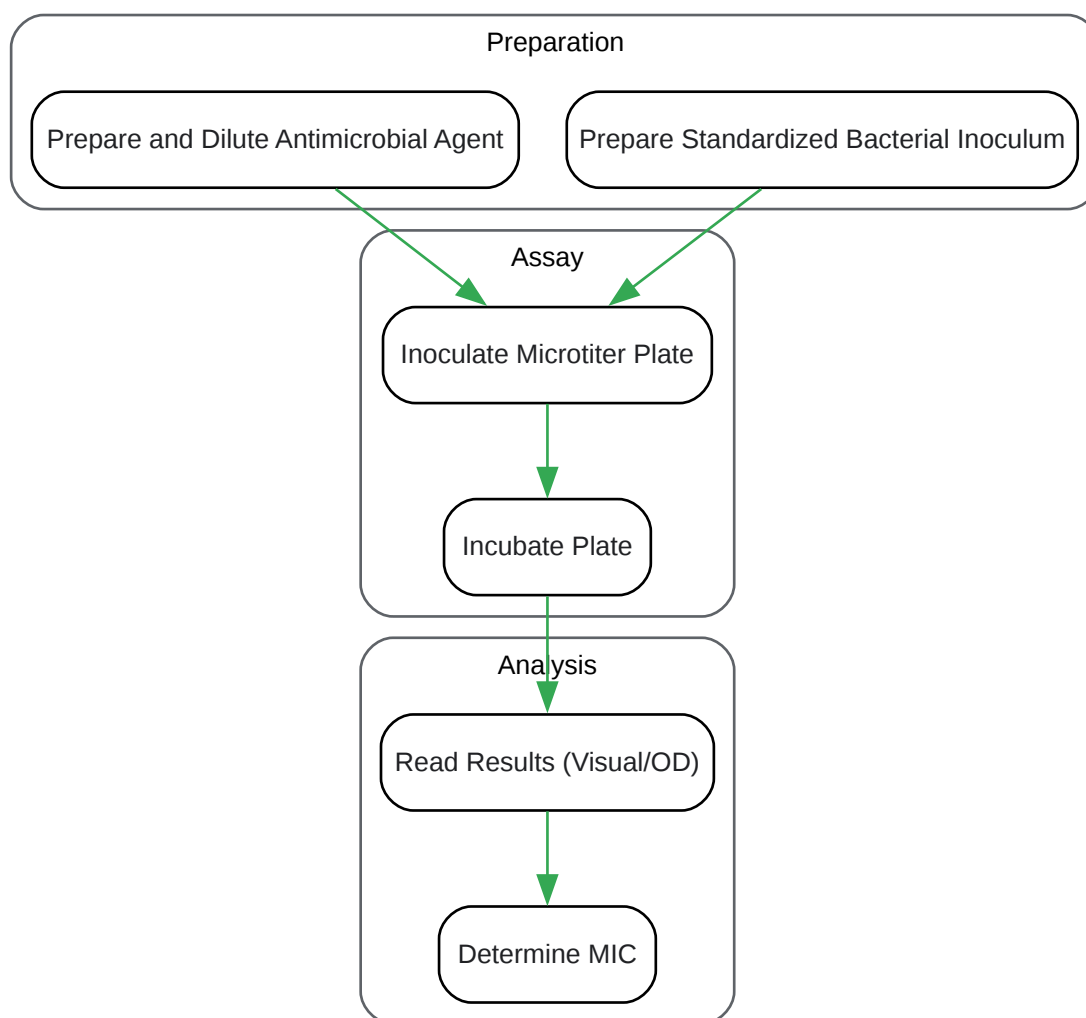 Preparation
Prepare and Dilute Antimicrobial Agent
Prepare Standardized Bacterial Inoculum
Assay
Inoculate Microtiter Plate
Incubate Plate
Analysis
Read Results (Visual/OD)
Determine MIC